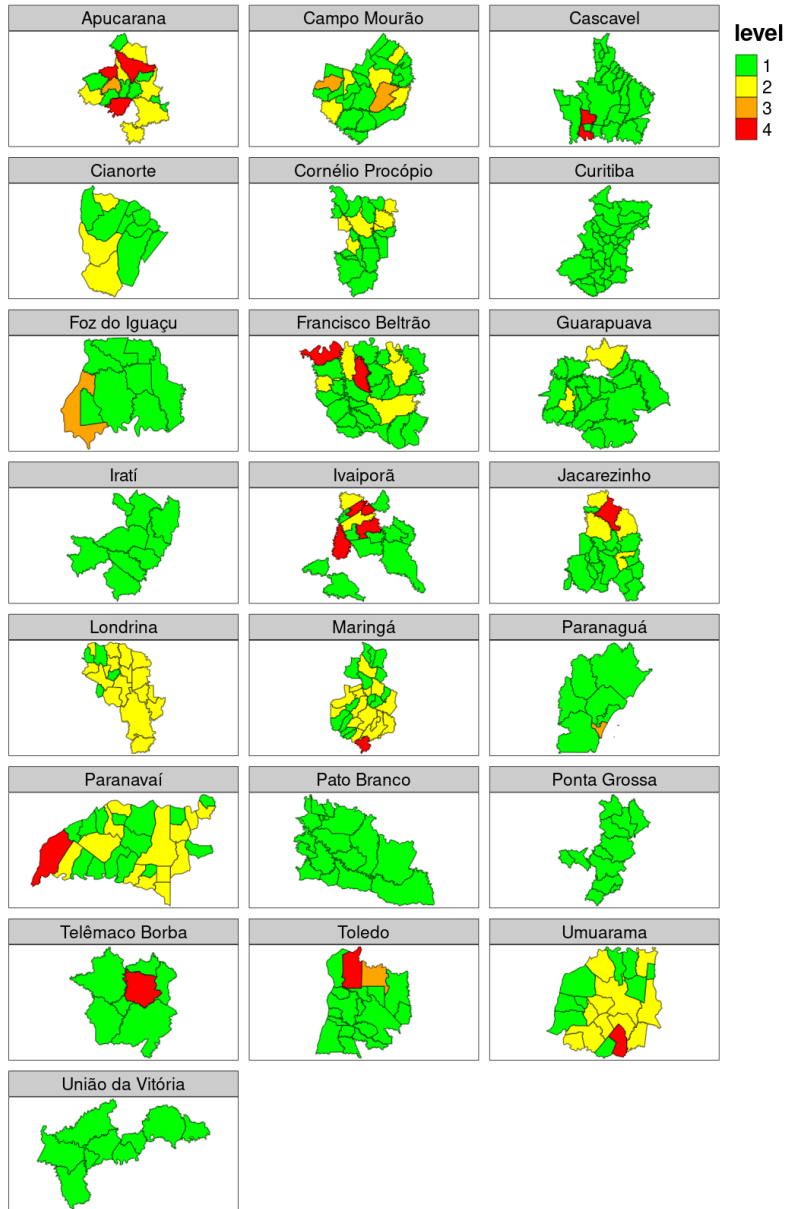 Apucarana
Campo Mourão
Cascavel
level
1
2
3
4
Cianorte
Cornélio Procópio
Curitiba
Foz do Iguaçu
Francisco Beltrão
Guarapuava
Iratí
Ivaiporã
Jacarezinho
Londrina
Maringá
Paranaguá
Paranavaí
Pato Branco
Ponta Grossa
Telêmaco Borba
Toledo
Umuarama
União da Vitória